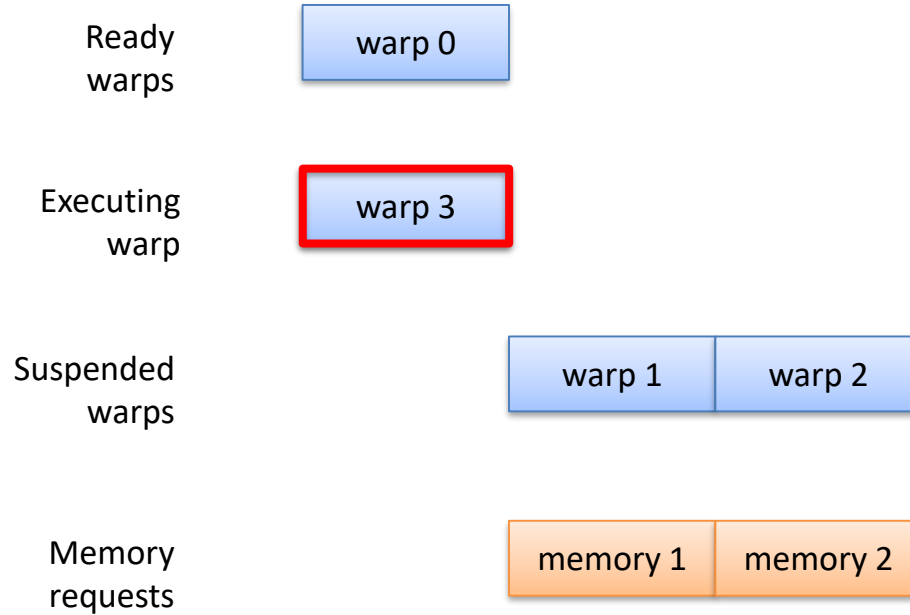 Ready
warps
warp 0
Executing
warp
warp 3
Suspended
warps
warp 1
warp 2
Memory
requests
memory 1
memory 2